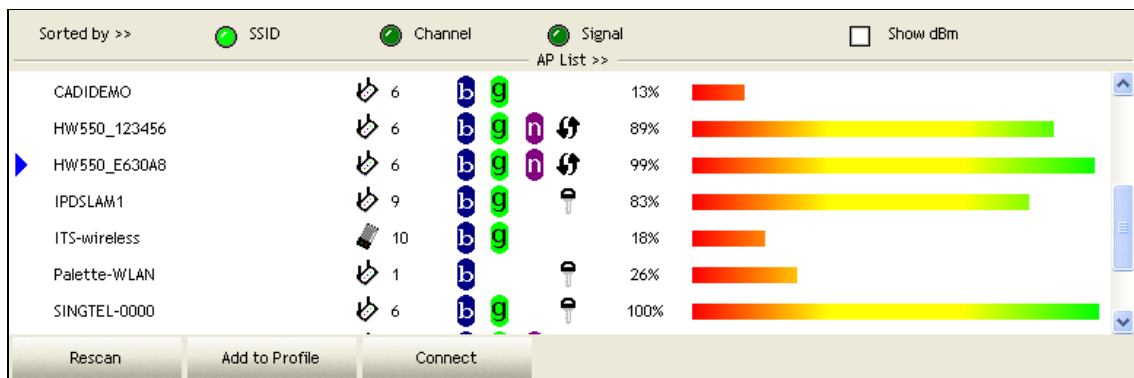 Sorted by >> SSID Channel Signal Show dBm
AP List >>
CADIDEMO 6 b g 13%
HW550_123456 6 b g n 89%
HW550_E630A8 6 b g n 99%
IPDSLAM1 9 b g 83%
ITS-wireless 10 b g 18%
Palette-WLAN 1 b 26%
SINGTEL-0000 6 b g 100%
Rescan Add to Profile Connect